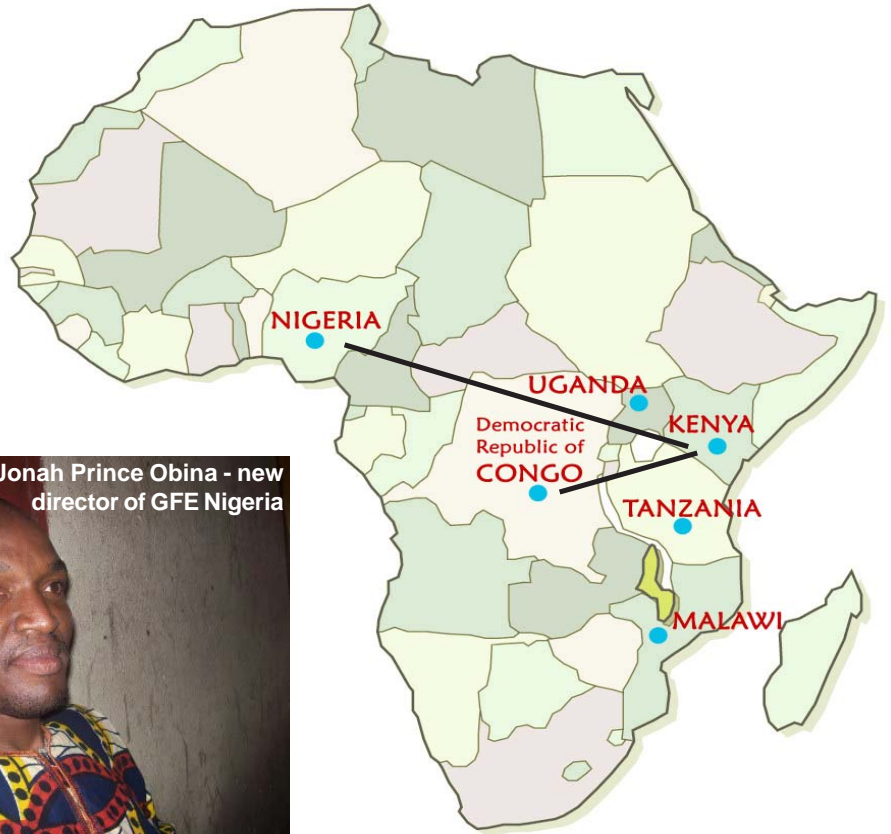 NIGERIA
UGANDA
KENYA
Democratic
Republic of
CONGO
TANZANIA
MALAWI
Jonah Prince Obina - new
director of GFE Nigeria